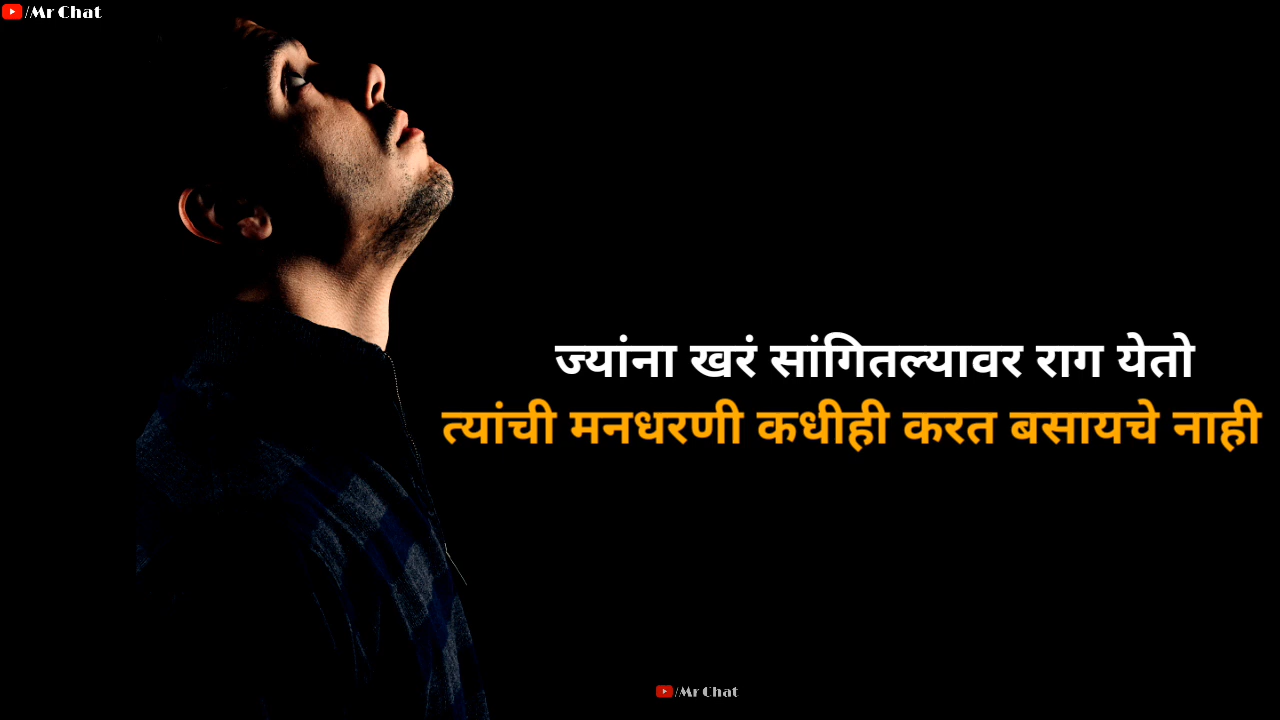 /Mr Chat
ज्यांना खरं सांगितल्यावर राग येतो
त्यांची मनधरणी कधीही करत बसायचे नाही
/Mr Chat